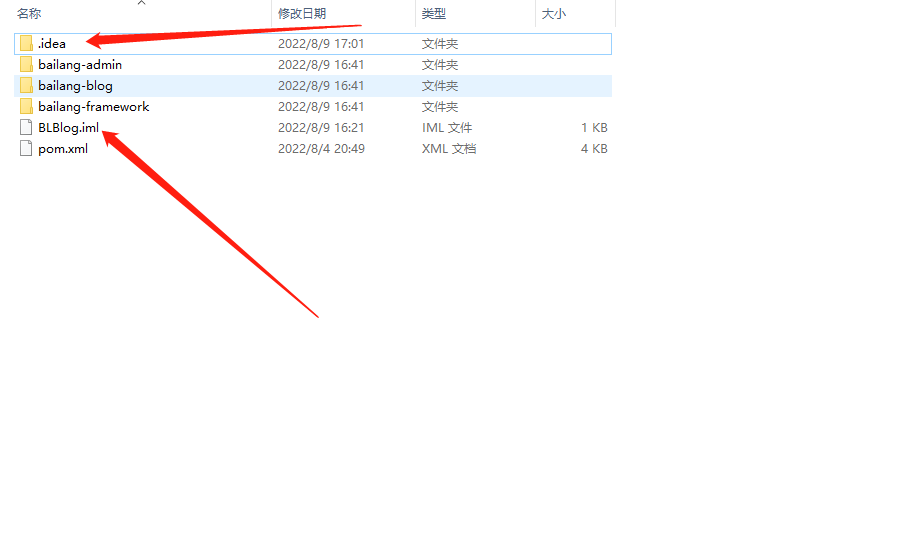 名称 修改日期 类型 大小
.idea 2022/8/9 17:01 文件夹
bailang-admin 2022/8/9 16:41 文件夹
bailang-blog 2022/8/9 16:41 文件夹
bailang-framework 2022/8/9 16:41 文件夹
BLBlog.iml 2022/8/9 16:21 IML 文件 1 KB
pom.xml 2022/8/4 20:49 XML 文档 4 KB